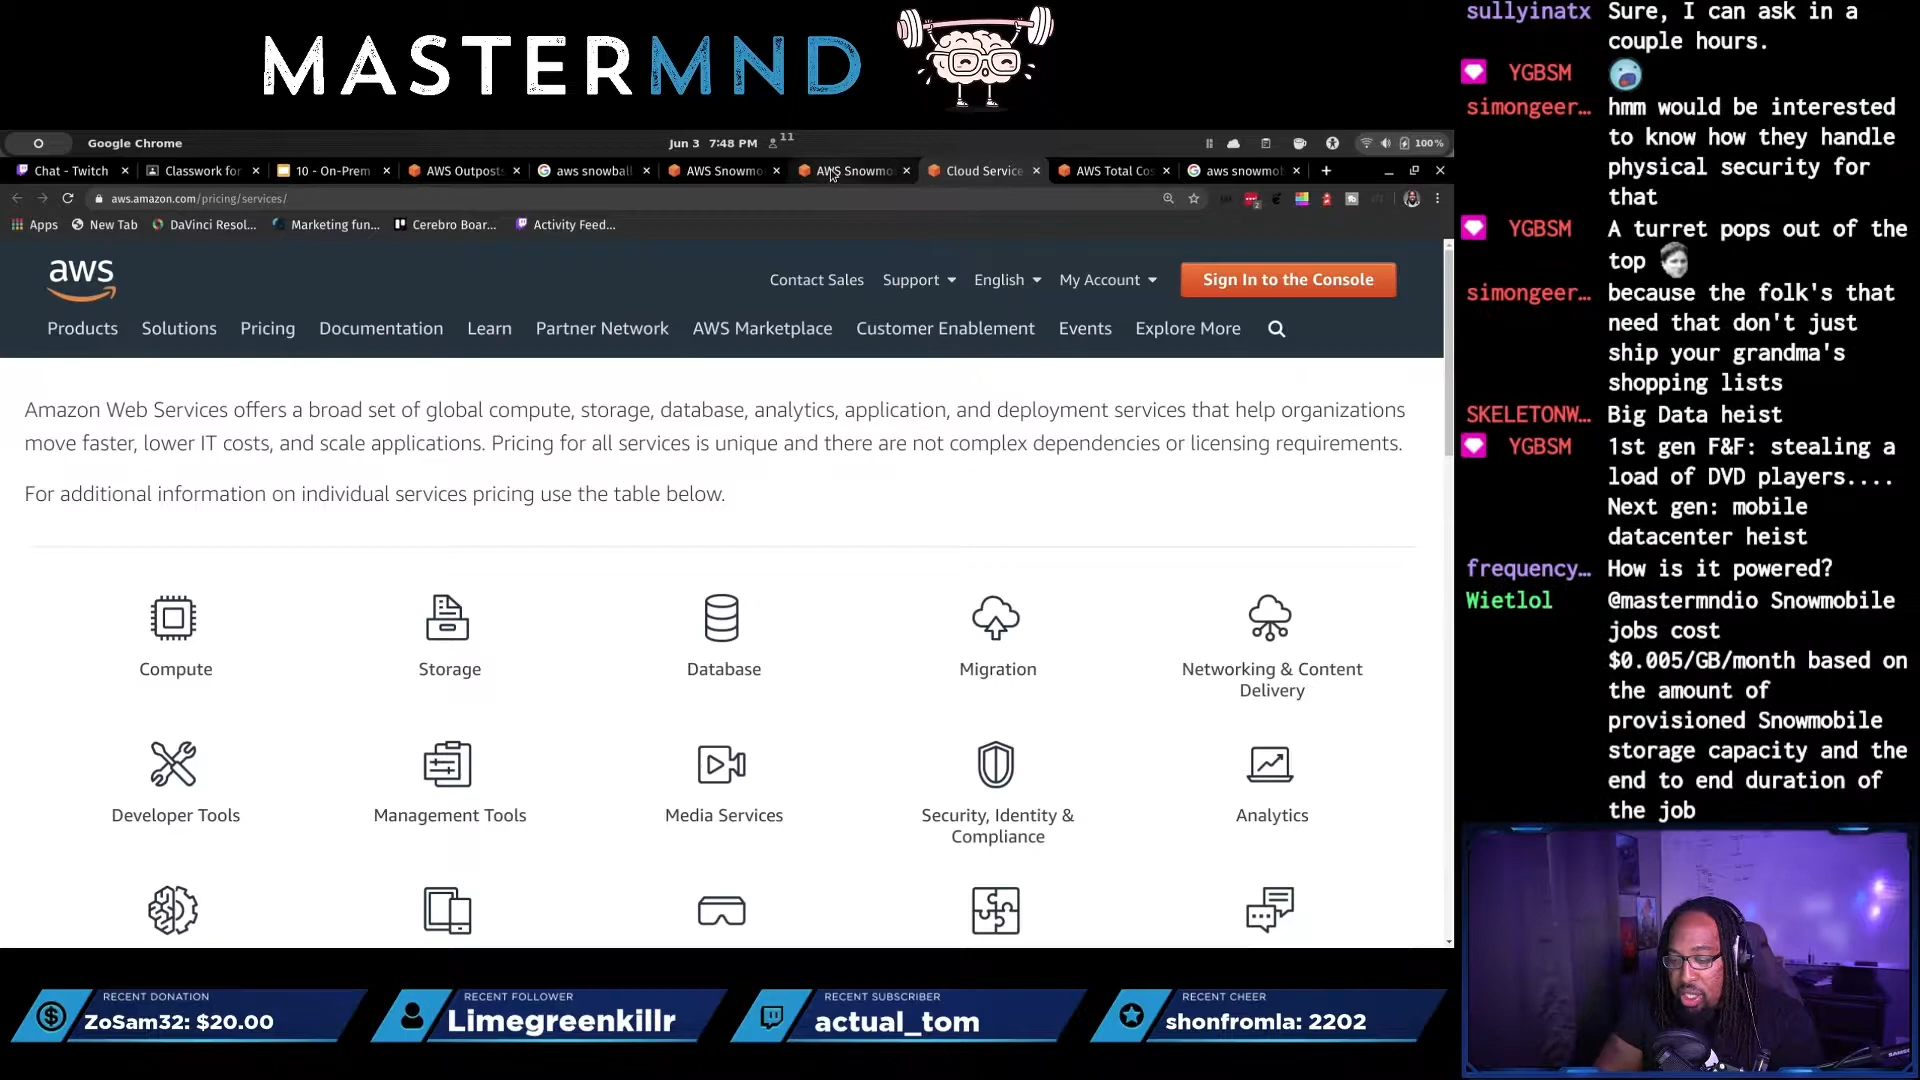 MASTERMND
Google Chrome
Jun 3 7:48 PM
11
100%
Chat - Twitch
Classwork for
10 - On-Prem
AWS Outpost
aws snowball
AWS Snowmo
AWS Snowmo
Cloud Service
AWS Total Co
aws snowmo
aws.amazon.com/pricing/services/
Apps
New Tab
DaVinci Resol...
Marketing fun...
Cerebro Boar...
Activity Feed...
aws
Contact Sales
Support
English
My Account
Sign In to the Console
Products
Solutions
Pricing
Documentation
Learn
Partner Network
AWS Marketplace
Customer Enablement
Events
Explore More
Amazon Web Services offers a broad set of global compute, storage, database, analytics, application, and deployment services that help organizations
move faster, lower IT costs, and scale applications. Pricing for all services is unique and there are not complex dependencies or licensing requirements.
For additional information on individual services pricing use the table below.
Compute
Storage
Database
Migration
Networking & Content
Delivery
Developer Tools
Management Tools
Media Services
Security, Identity &
Compliance
Analytics
sullyinatx Sure, I can ask in a
couple hours.
YGBSM
simongeer… hmm would be interested
to know how they handle
physical security for
that
YGBSM A turret pops out of the
top
simongeer… because the folk's that
need that don't just
ship your grandma's
shopping lists
SKELETONW… Big Data heist
YGBSM 1st gen F&F: stealing a
load of DVD players....
Next gen: mobile
datacenter heist
frequency… How is it powered?
Wietlol @mastermndio Snowmobile
jobs cost
$0.005/GB/month based on
the amount of
provisioned Snowmobile
storage capacity and the
end to end duration of
the job
RECENT DONATION
ZoSam32: $20.00
RECENT FOLLOWER
Limegreenkillr
RECENT SUBSCRIBER
actual_tom
RECENT CHEER
shonfromla: 2202